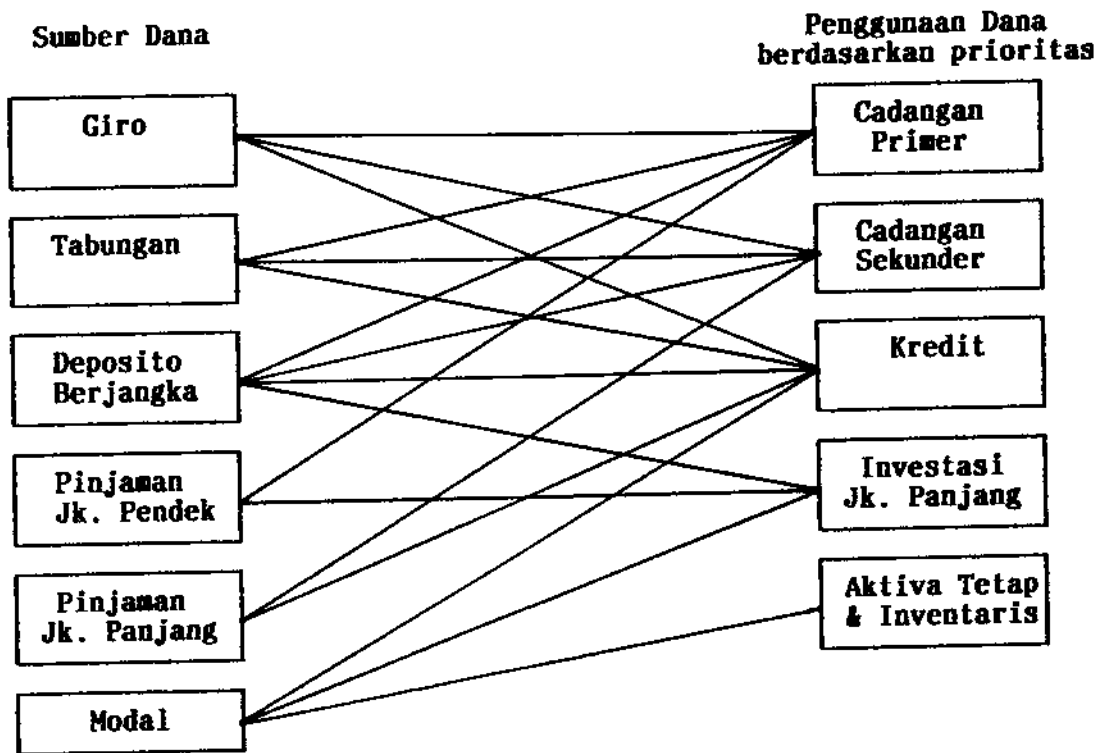 Sumber Dana
Penggunaan Dana
berdasarkan prioritas
Giro
Cadangan
Primer
Tabungan
Cadangan
Sekunder
Deposito
Berjangka
Kredit
Pinjaman
Jk. Pendek
Investasi
Jk. Panjang
Pinjaman
Jk. Panjang
Aktiva Tetap
& Inventaris
Modal